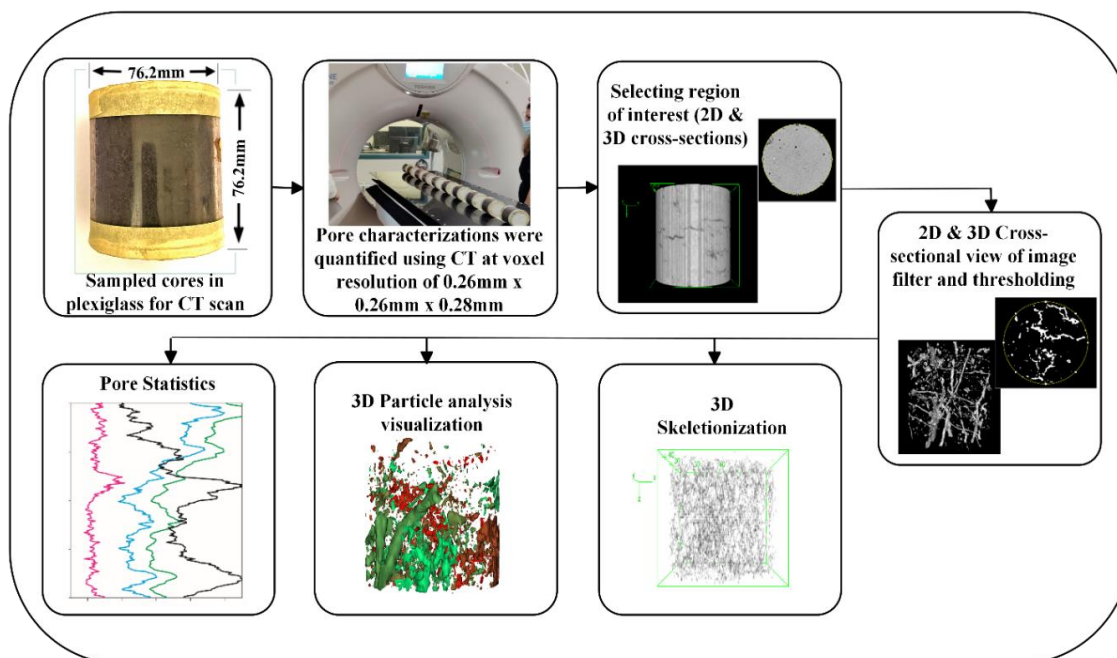 76.2mm
76.2mm
Sampled cores in
plexiglass for CT scan
TOSHIBA
Pore characterizations were
quantified using CT at voxel
resolution of 0.26mm x
0.26mm x 0.28mm
Selecting region
of interest (2D &
3D cross-sections)
2D & 3D Cross-
sectional view of image
filter and thresholding
Pore Statistics
3D Particle analysis
visualization
3D
Skeletionization